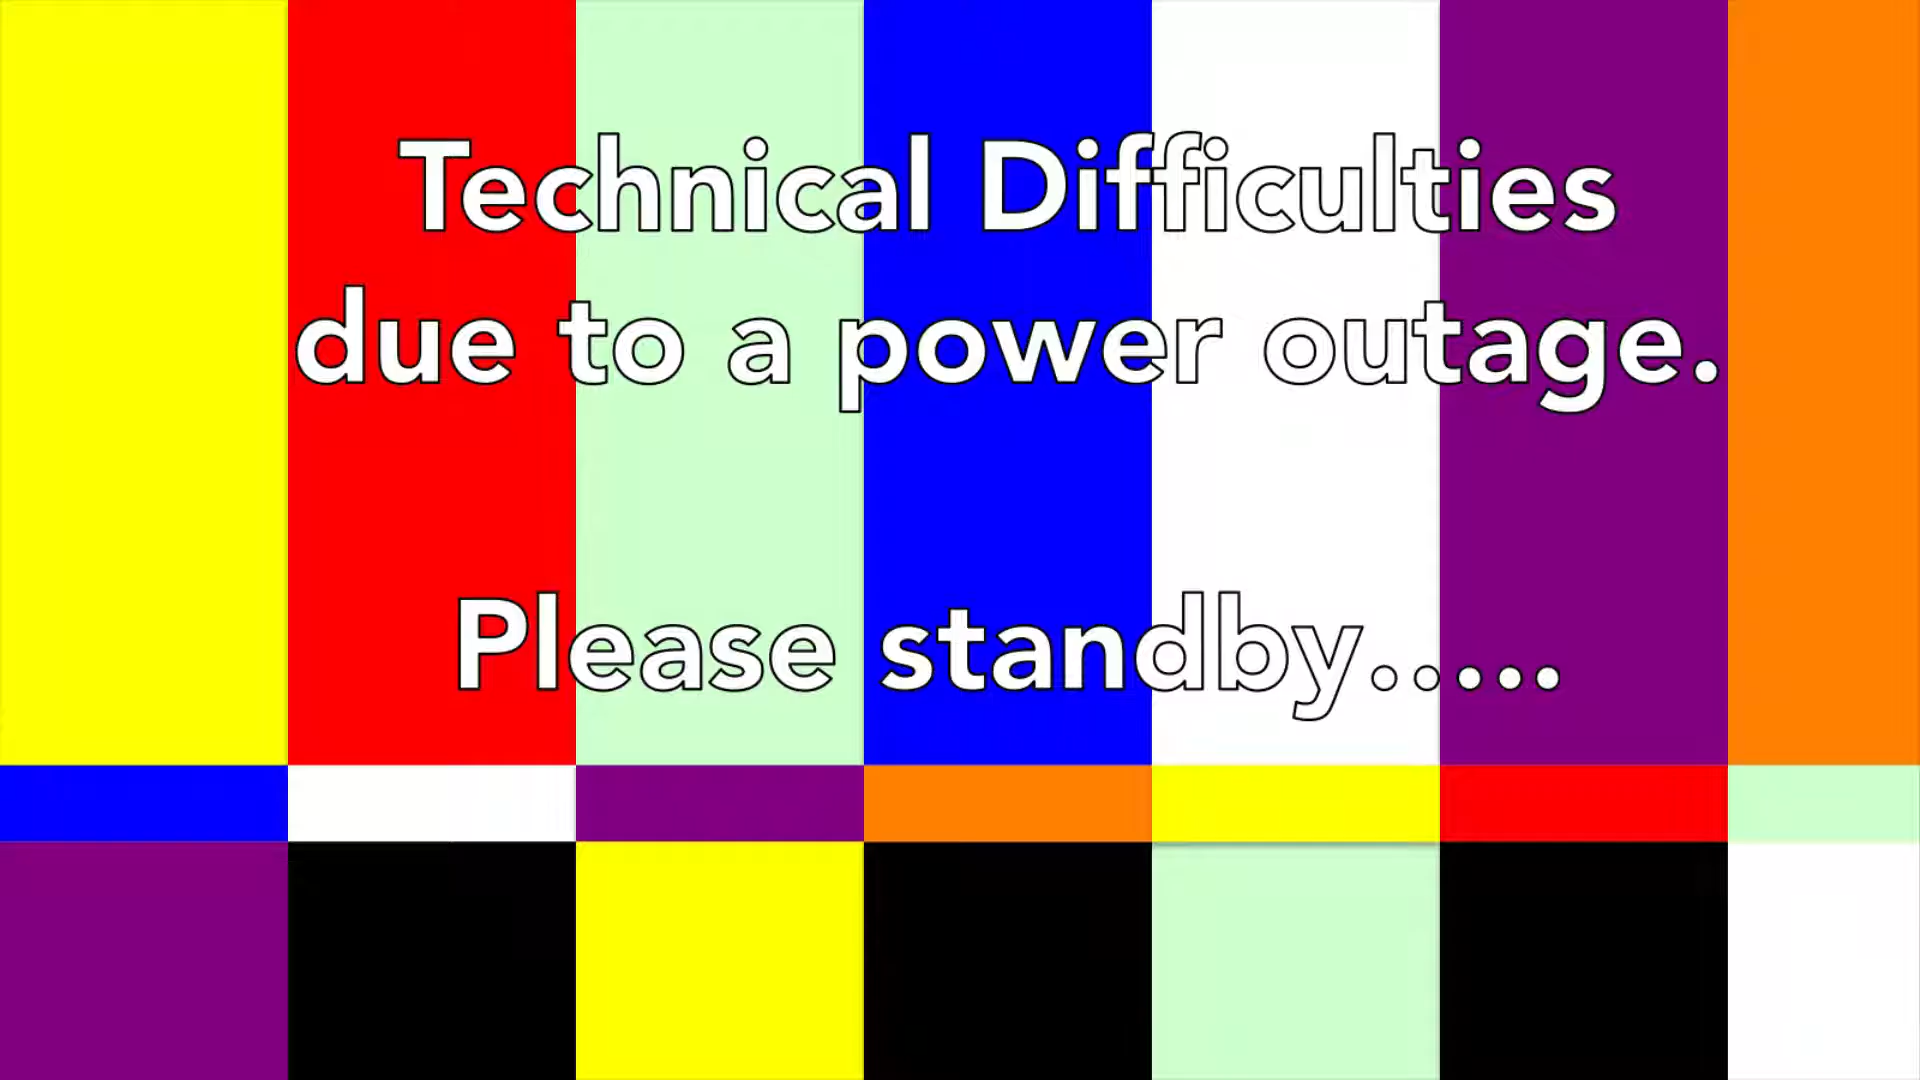 Technical Difficulties
due to a power outage.
Please standby.....